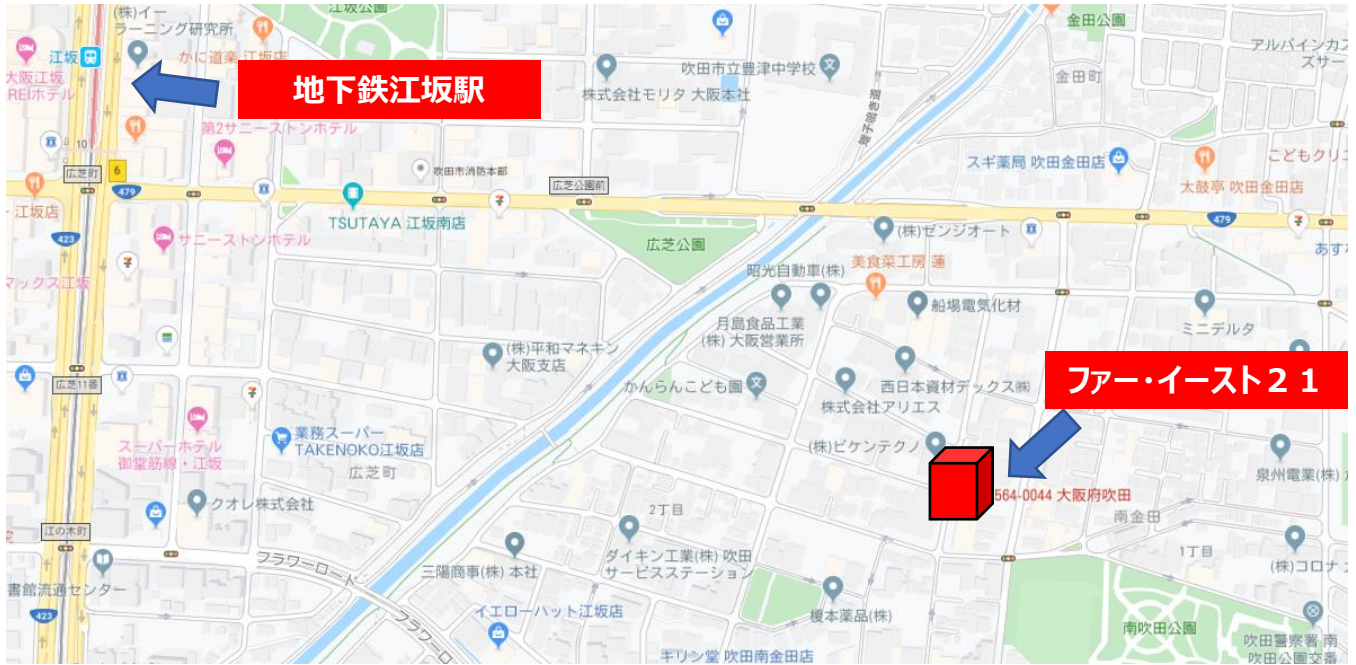 (株)イー
ラーニング研究所
江坂公園
かに道楽 江坂店
江坂
大阪江坂
REIホテル
地下鉄江坂駅
第2サニーストンホテル
10
広芝町
6
479
江坂店
423
サニーストンホテル
マックス江坂
TSUTAYA 江坂南店
吹田市消防本部
広芝公園前
広芝公園
株式会社モリタ 大阪本社
吹田市立豊津中学校
金田公園
金田町
アルバインカズ
ズサー
スギ薬局 吹田金田店
太鼓亭 吹田金田店
こどもクリニ
479
あすな
(株)ゼンジオート
昭光自動車(株)
美食菜工房 蓮
船場電気化材
月島食品工業
(株) 大阪営業所
ミニデルタ
(株)平和マネキン
大阪支店
かんらんこども園
西日本資材デックス㈱
株式会社アリエス
ファー・イースト２１
(株)ビケンテクノ
564-0044 大阪府吹田
南金田
泉州電業(株)
広芝11番
スーパーホテル
御堂筋線・江坂
業務スーパー
TAKENOKO江坂店
広芝町
クオレ株式会社
江の木町
書館流通センター
423
フラワーロード
フラワーロ
三陽商事(株) 本社
2丁目
ダイキン工業(株) 吹田
サービスステーション
イエローハット江坂店
榎本薬品(株)
キリン堂 吹田南金田店
1丁目
(株)コロナ
南吹田公園
吹田警察署 南
吹田公園交番